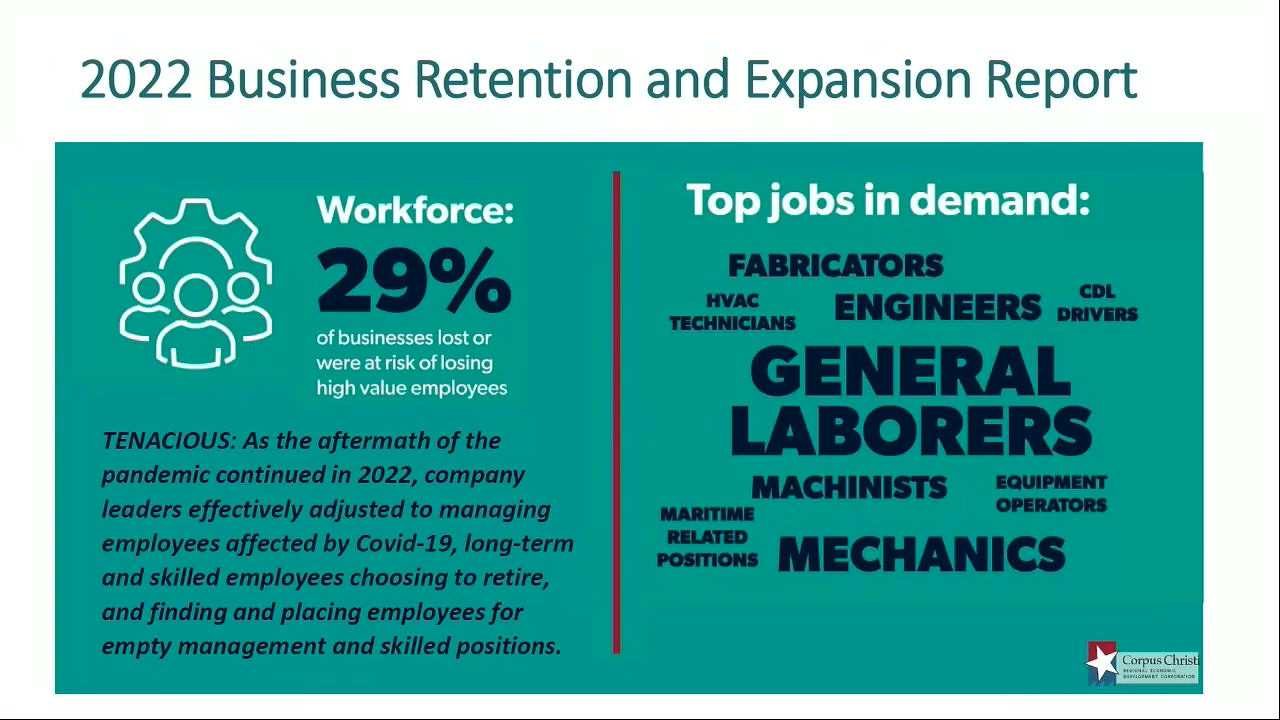 2022 Business Retention and Expansion Report
Workforce:
29%
of businesses lost or
were at risk of losing
high value employees
TENACIOUS: As the aftermath of the
pandemic continued in 2022, company
leaders effectively adjusted to managing
employees affected by Covid-19, long-term
and skilled employees choosing to retire,
and finding and placing employees for
empty management and skilled positions.
Top jobs in demand:
FABRICATORS
HVAC
TECHNICIANS
ENGINEERS
CDL
DRIVERS
GENERAL
LABORERS
MACHINISTS
EQUIPMENT
OPERATORS
MARITIME
RELATED
POSITIONS
MECHANICS
Corpus Christi
REGIONAL ECONOMIC
DEVELOPMENT CORPORATION